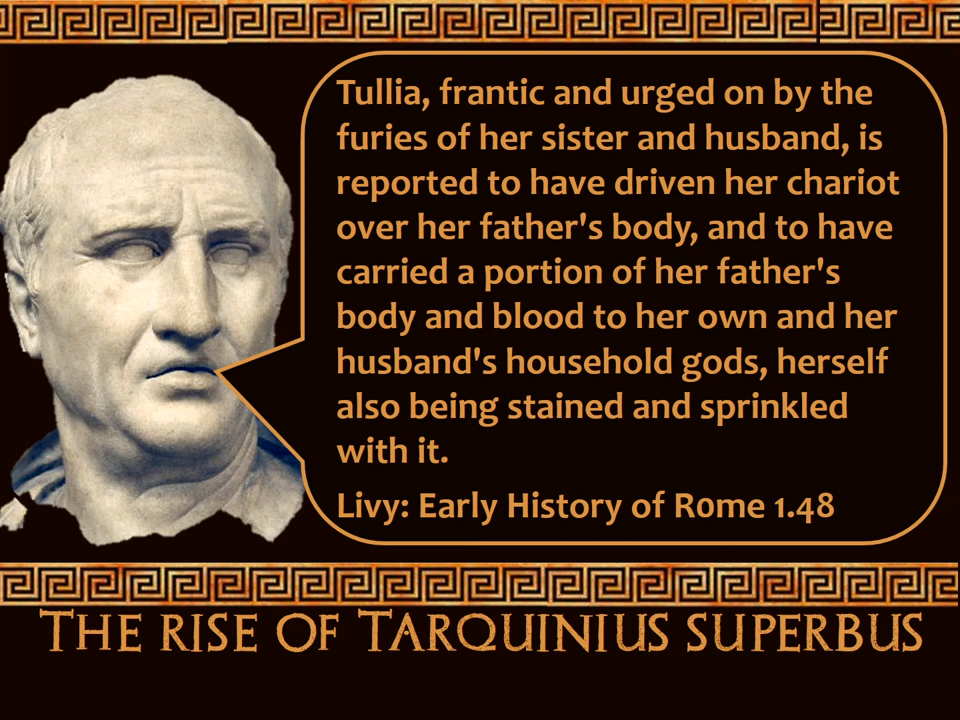 Tullia, frantic and urged on by the
furies of her sister and husband, is
reported to have driven her chariot
over her father's body, and to have
carried a portion of her father's
body and blood to her own and her
husband's household gods, herself
also being stained and sprinkled
with it.
Livy: Early History of R0me 1.48
The rise of Tarquinius superbus